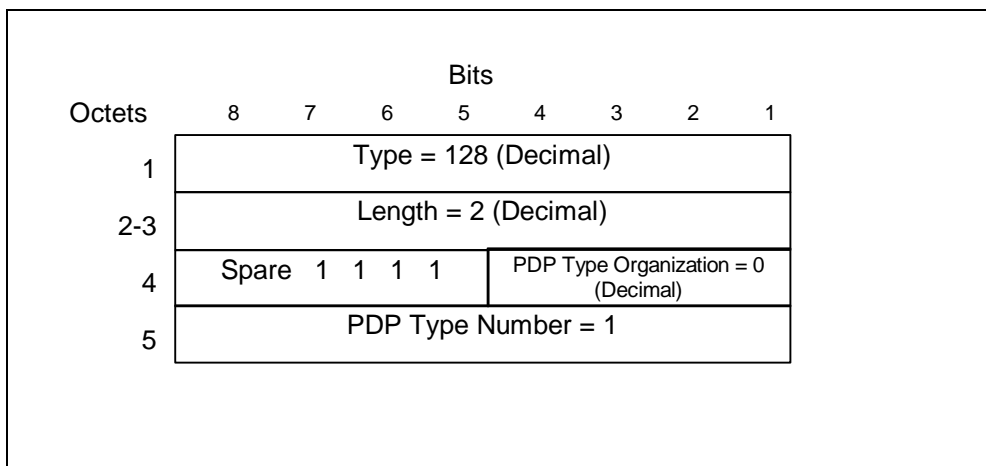 Bits
Octets 8 7 6 5 4 3 2 1
1 Type = 128 (Decimal)
2-3 Length = 2 (Decimal)
4 Spare 1 1 1 1 PDP Type Organization = 0
(Decimal)
5 PDP Type Number = 1